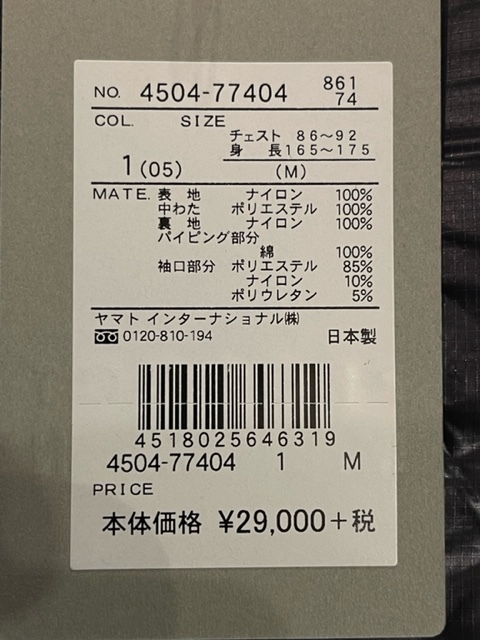 NO. 4504-77404 861
74
COL. SIZE
チェスト 86～92
身長 165～175
1(05) (M)
MATE. 表地 ナイロン 100%
中わた ポリエステル 100%
裏地 ナイロン 100%
パイピング部分
綿 100%
袖口部分 ポリエステル 85%
ナイロン 10%
ポリウレタン 5%
ヤマト インターナショナル㈱
0120-810-194 日本製
4518025646319
4504-77404 1 M
PRICE
本体価格 ¥29,000+税